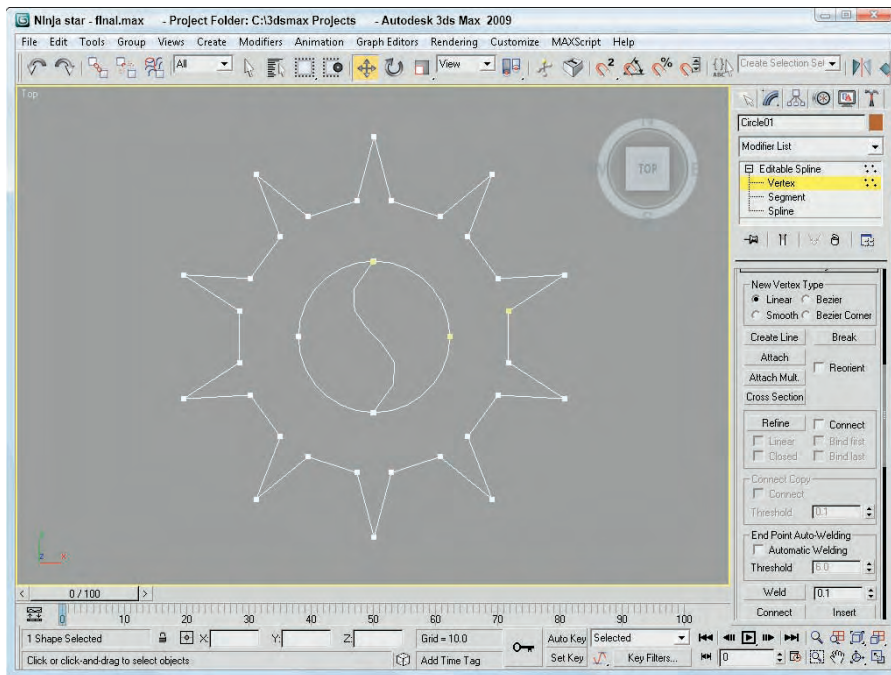 NInja star - fInal.max - Project Folder: C:\3dsmax Projects - Autodesk 3ds Max 2009
File Edit Tools Group Views Create Modifiers Animation Graph Editors Rendering Customize MAXScript Help
All View Create Selection Set
Top
TOP
Circle01
Modifier List
Editable Spline
Vertex
Segment
Spline
New Vertex Type
Linear Bezier
Smooth Bezier Corner
Create Line Break
Attach
Reorient
Attach Mult.
Cross Section
Refine Connect
Linear Bind first
Closed Bind last
Connect Copy
Connect
Threshold 0.1
End Point Auto-Welding
Automatic Welding
Threshold 6.0
Weld 0.1
Connect Insert
z x
< 0 / 100 >
0 10 20 30 40 50 60 70 80 90 100
1 Shape Selected X: Y: Z: Grid = 10.0 Auto Key Selected
Click or click-and-drag to select objects Add Time Tag Set Key Key Filters... 0